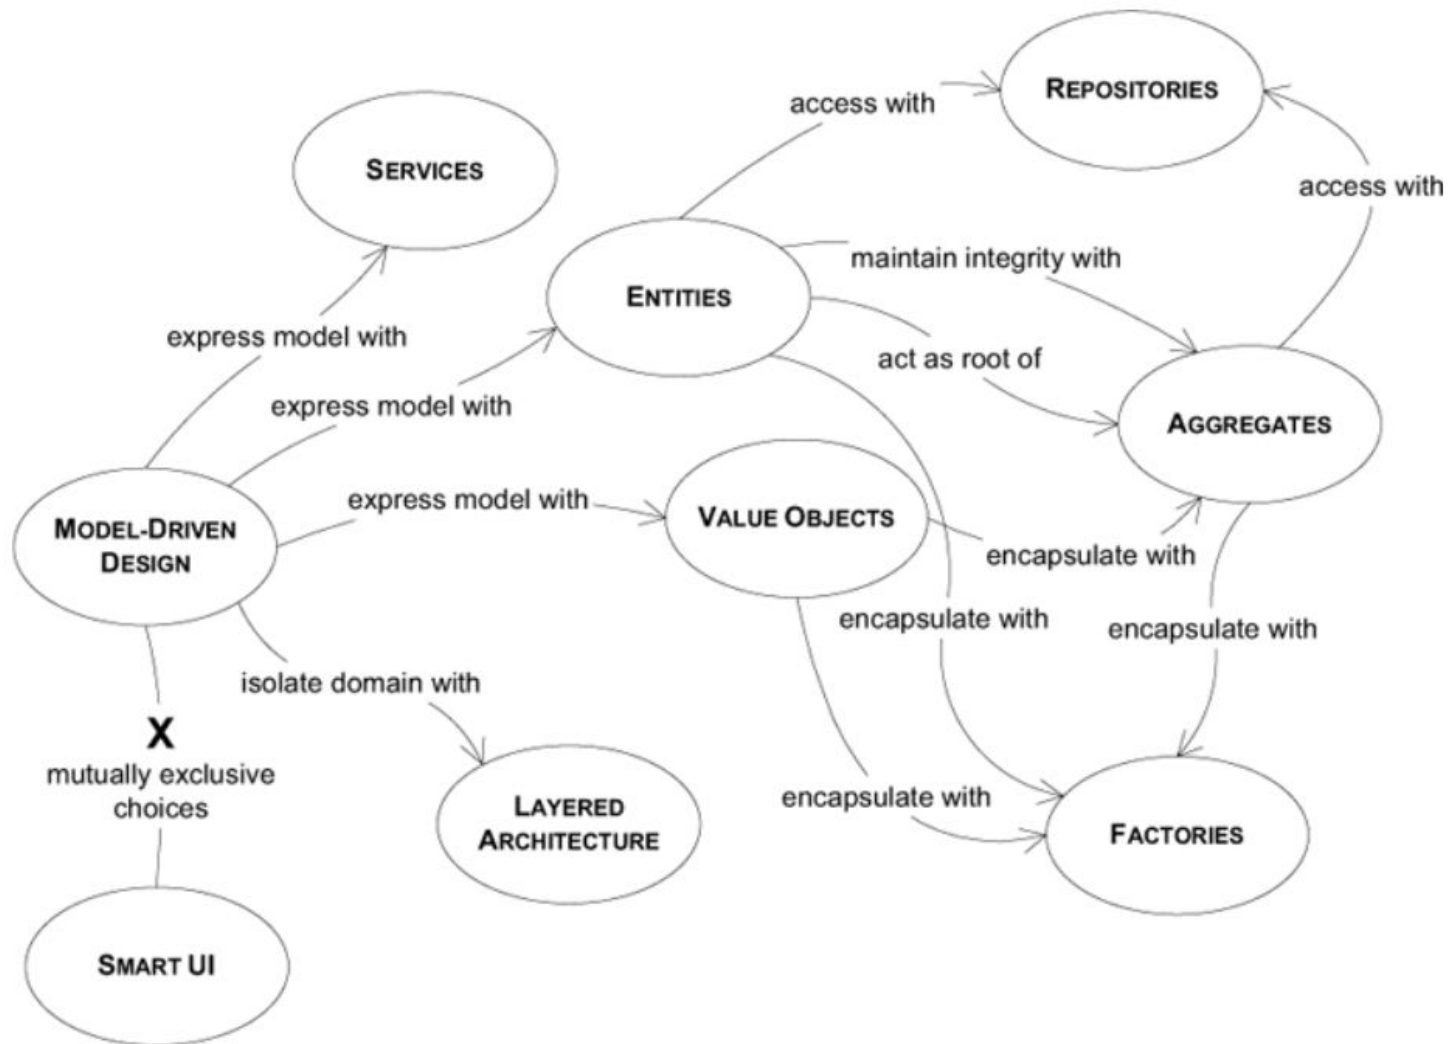 REPOSITORIES
access with
SERVICES
access with
maintain integrity with
ENTITIES
express model with
act as root of
express model with
AGGREGATES
express model with
VALUE OBJECTS
MODEL-DRIVEN
DESIGN
encapsulate with
encapsulate with
encapsulate with
isolate domain with
X
mutually exclusive
choices
encapsulate with
LAYERED
ARCHITECTURE
FACTORIES
SMART UI